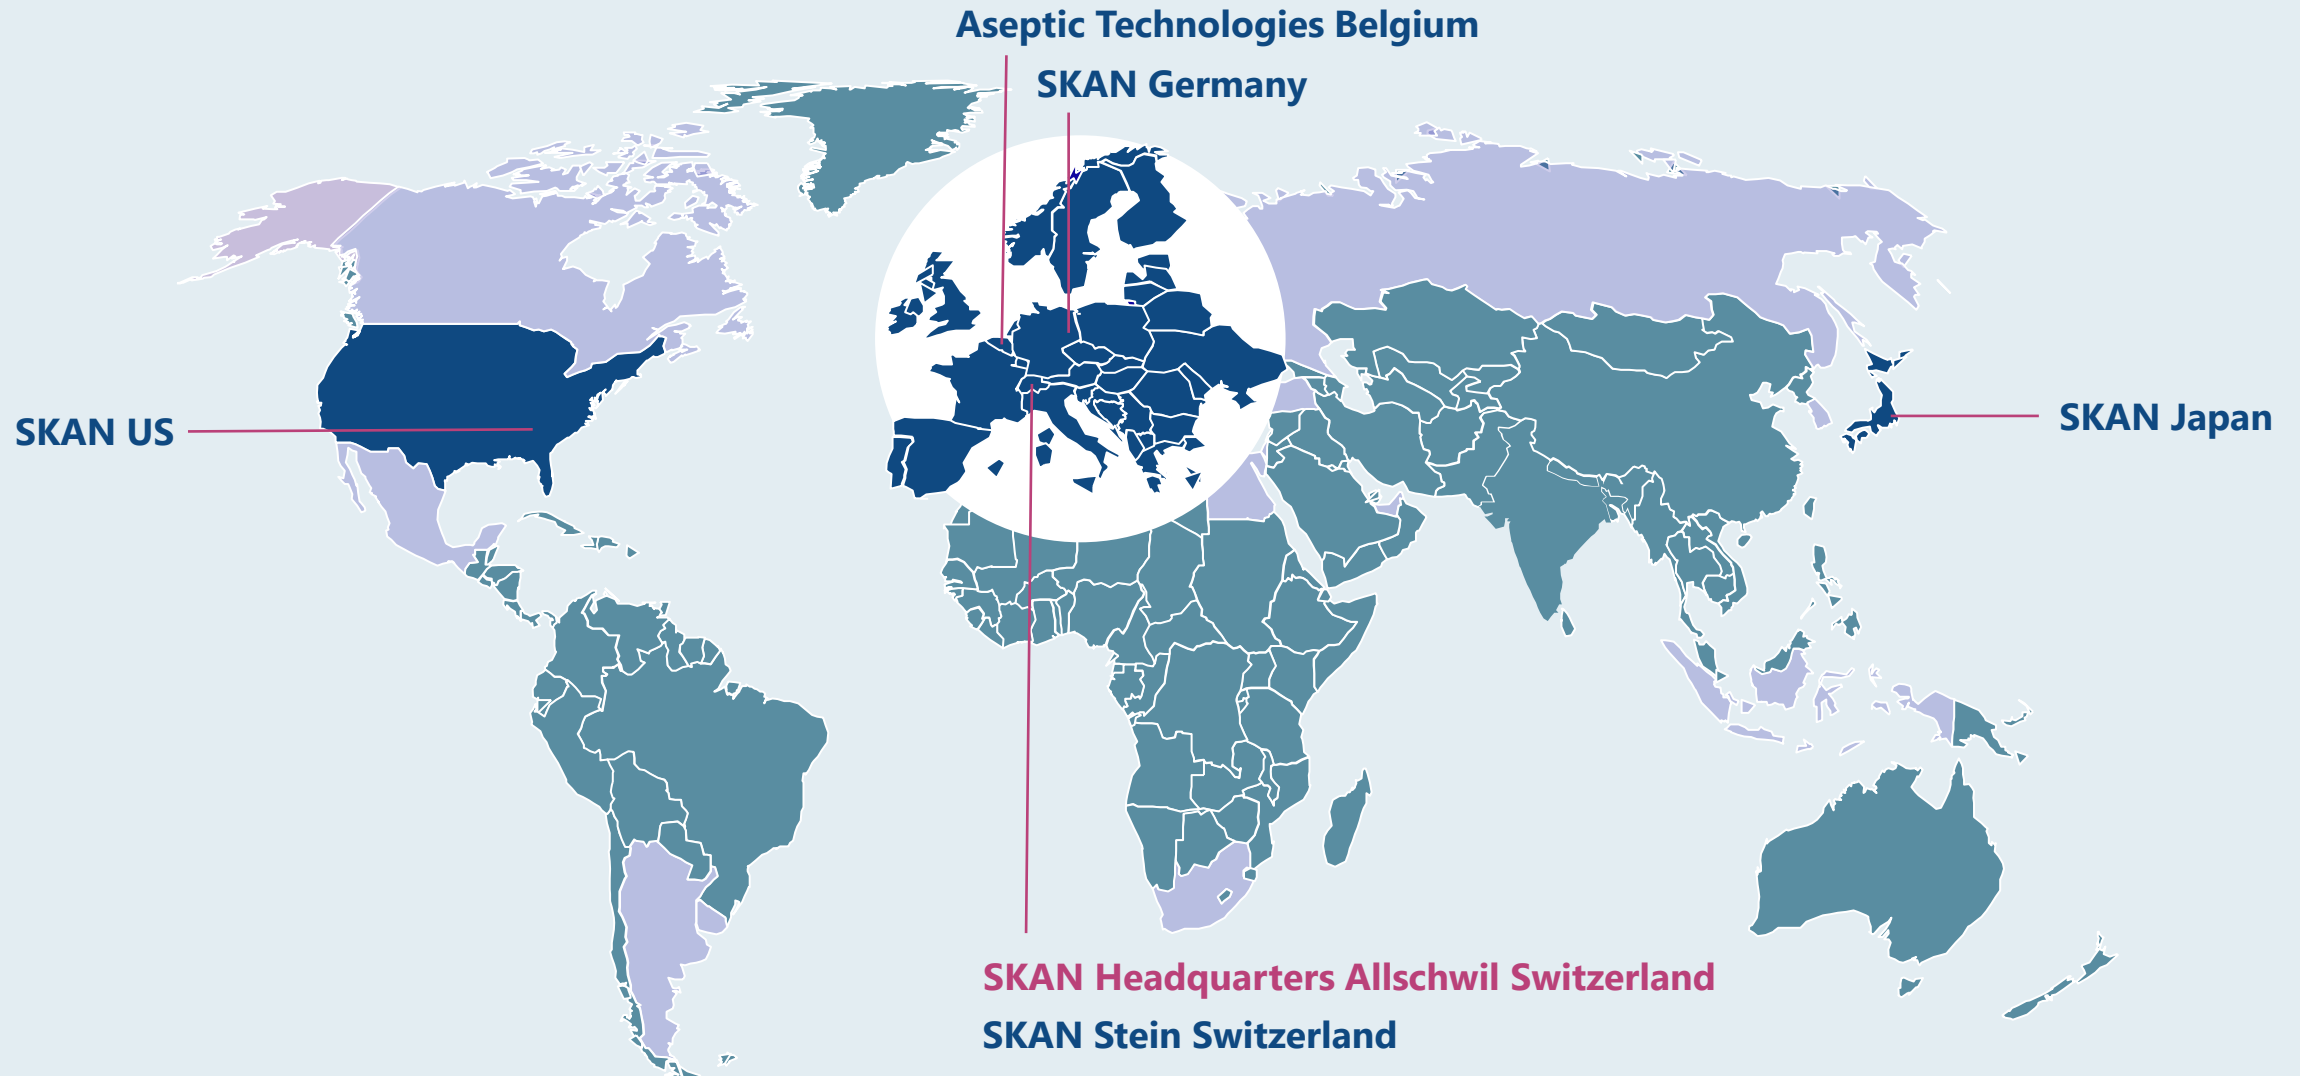 Aseptic Technologies Belgium
SKAN Germany
SKAN US
SKAN Japan
SKAN Headquarters Allschwil Switzerland
SKAN Stein Switzerland